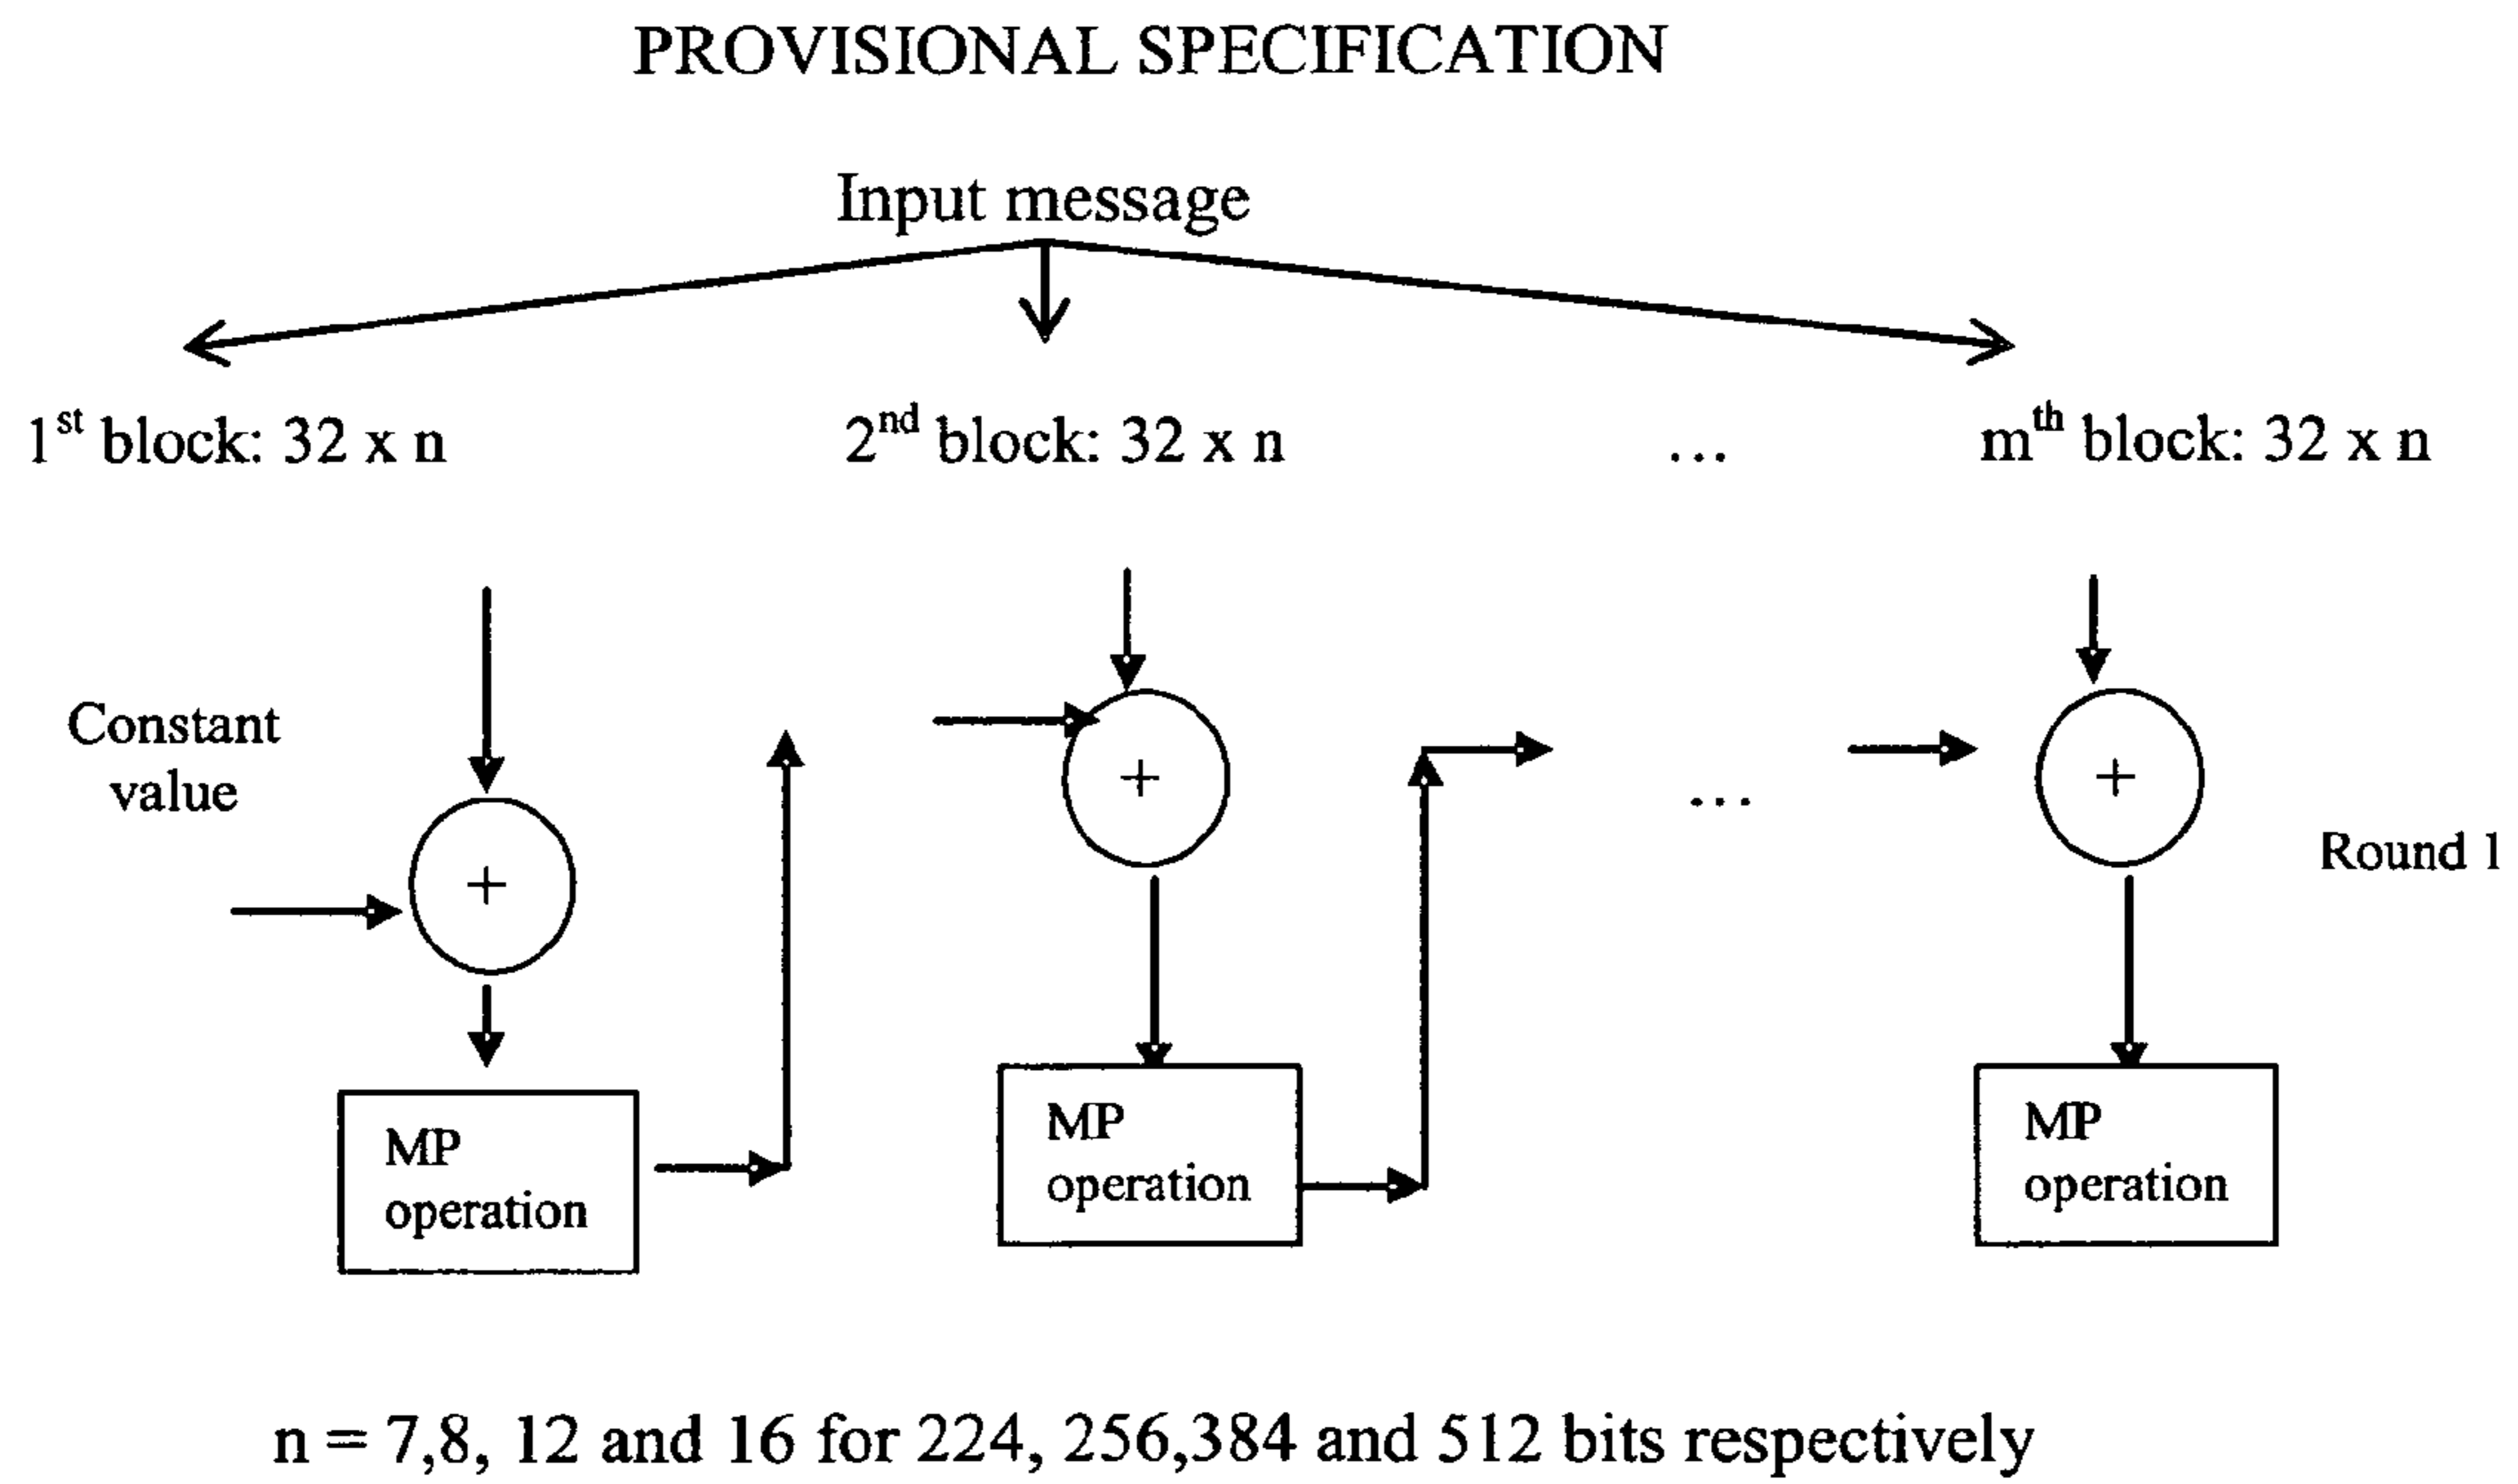 PROVISIONAL SPECIFICATION
Input message
1st block: 32 x n
2nd block: 32 x n
...
mth block: 32 x n
Constant
value
+
+
...
+
Round 1
MP
operation
MP
operation
MP
operation
n = 7,8, 12 and 16 for 224, 256,384 and 512 bits respectively